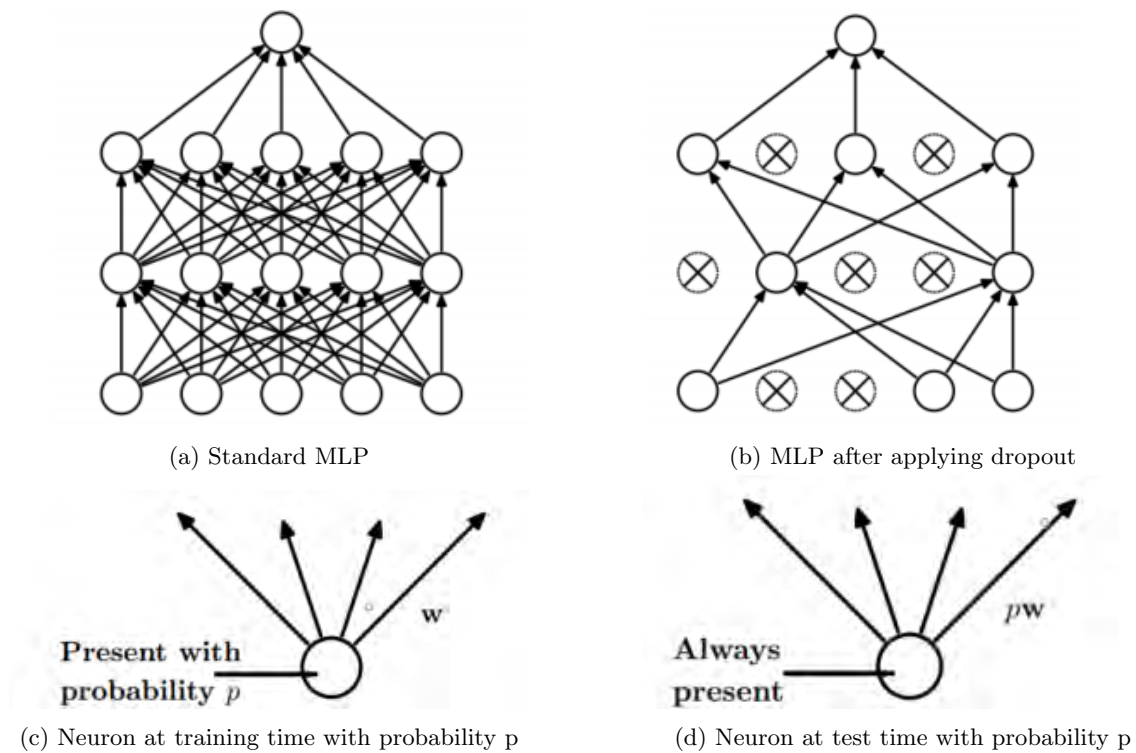 (a) Standard MLP
(b) MLP after applying dropout
Present with
probability p
w
(c) Neuron at training time with probability p
Always
present
pw
(d) Neuron at test time with probability p